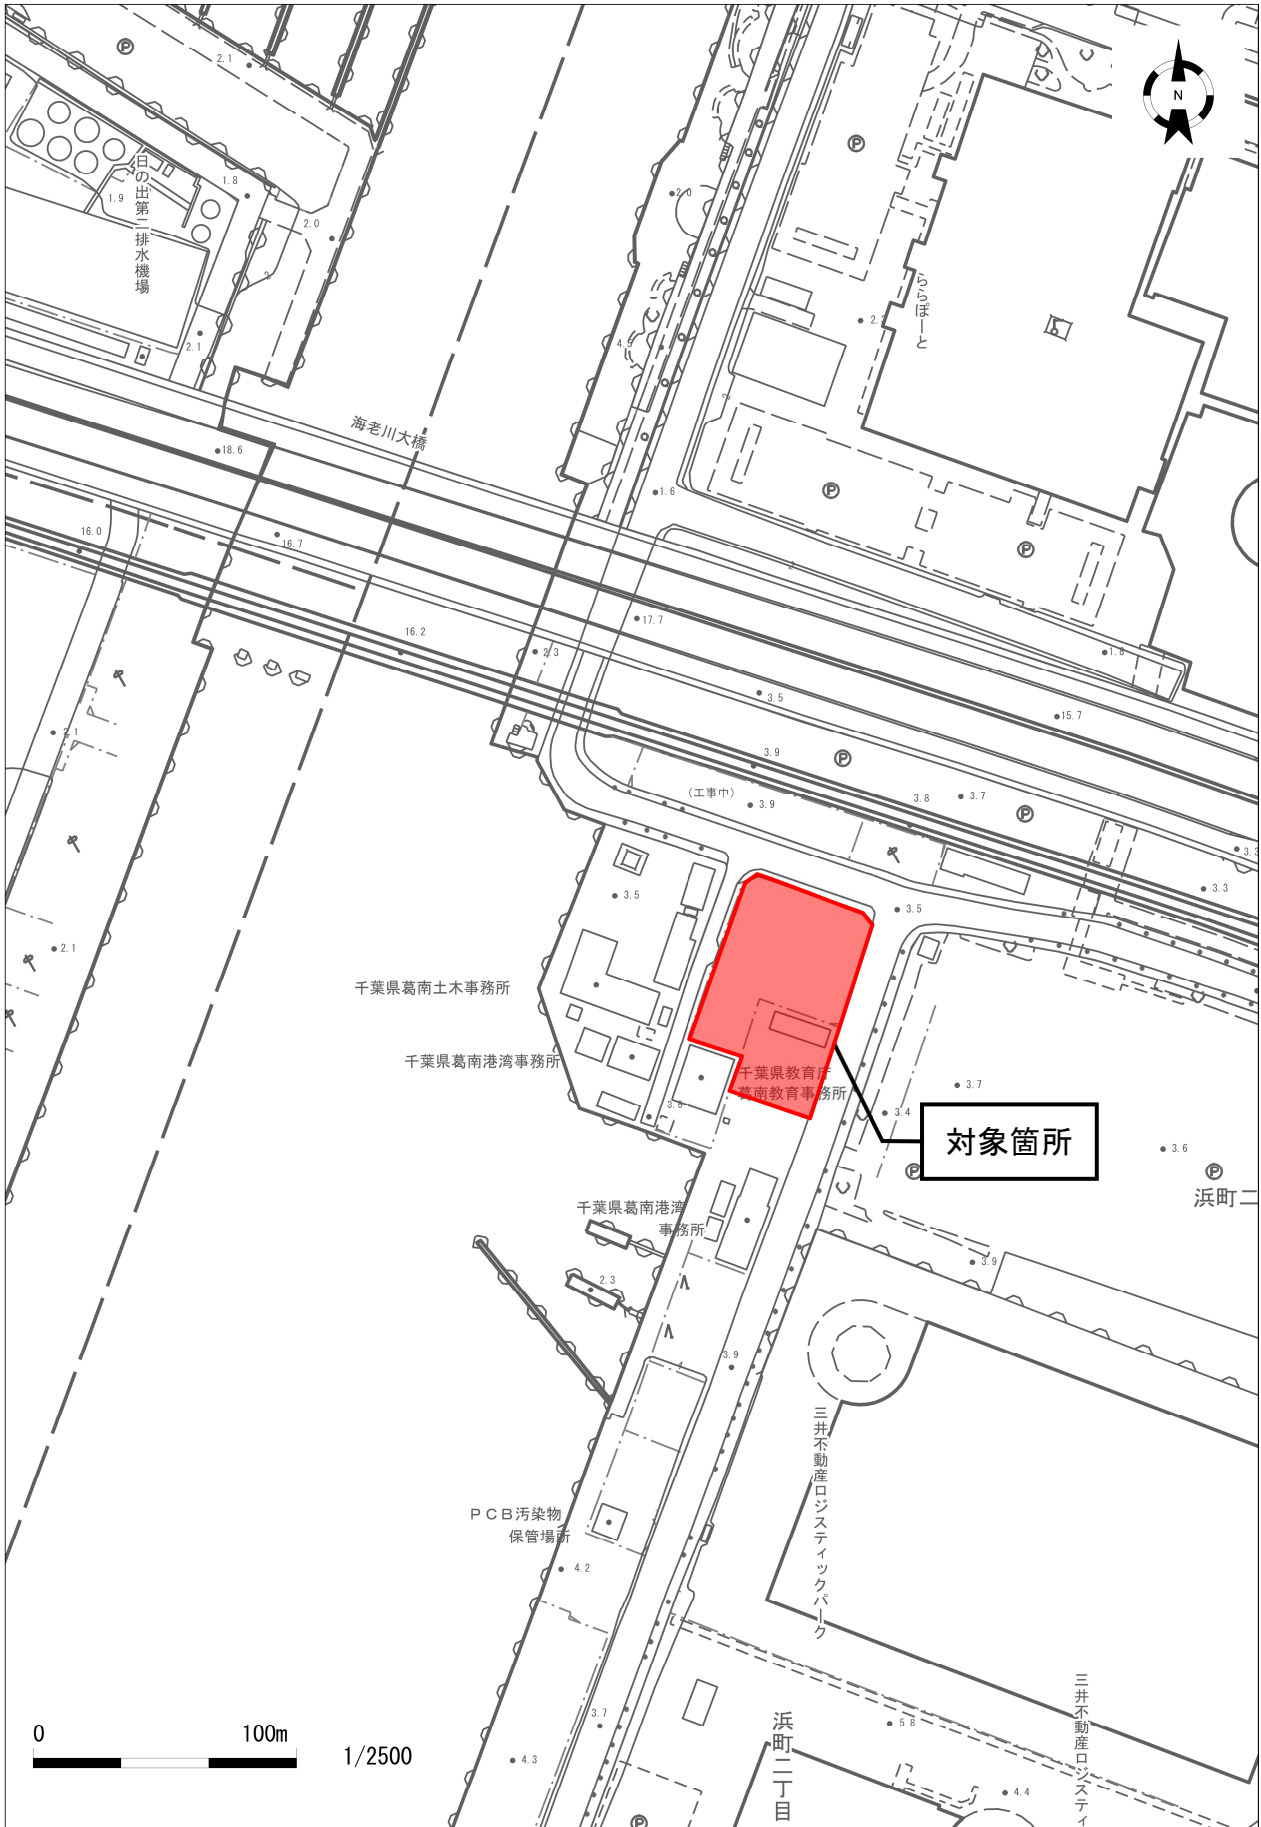 N
Ⓟ
2.1
日の出第二排水機場
1.9
1.8
2.0
2.0
Ⓟ
ららぽーと
2.1
4.5
海老川大橋
18.6
1.6
Ⓟ
Ⓟ
16.0
16.7
17.7
16.2
2.3
1.8
3.5
15.7
2.1
3.9
Ⓟ
(工事中)
3.9
3.8
3.7
Ⓟ
3.3
3.3
3.5
3.5
2.1
千葉県葛南土木事務所
千葉県葛南港湾事務所
千葉県教育庁
葛南教育事務所
3.7
3.4
対象箇所
3.6
Ⓟ
Ⓟ
浜町二
千葉県葛南港湾
事務所
3.9
2.3
3.9
三井不動産ロジスティックパーク
PCB汚染物
保管場所
4.2
三井不動産ロジスティ
3.7
浜町二丁目
5.8
4.3
4.4
Ⓟ
0 100m
1/2500